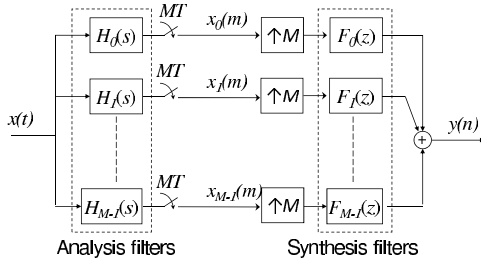 H0(s) MT x0(m) ↑M F0(z)
H1(s) MT x1(m) ↑M F1(z)
x(t) y(n)
+
HM-1(s) MT xM-1(m) ↑M FM-1(z)
Analysis filters Synthesis filters